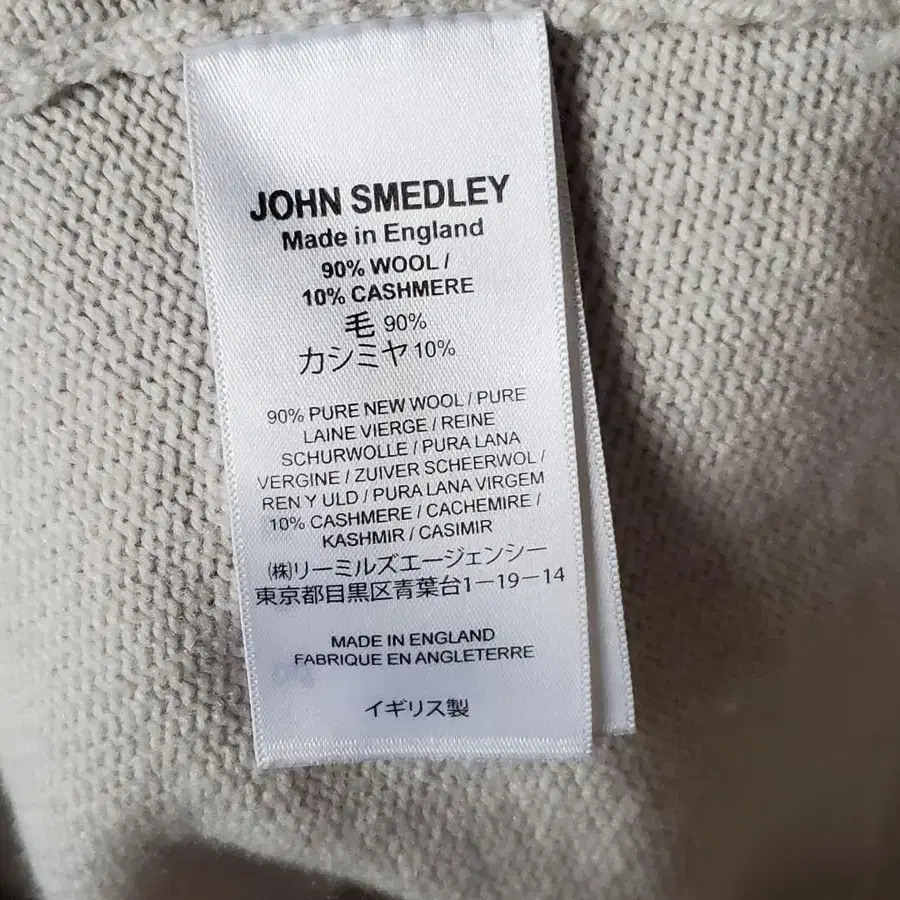 JOHN SMEDLEY
Made in England
90% WOOL /
10% CASHMERE
毛 90%
カシミヤ 10%
90% PURE NEW WOOL / PURE
LAINE VIERGE / REINE
SCHURWOLLE / PURA LANA
VERGINE / ZUIVER SCHEERWOL /
REN Y ULD / PURA LANA VIRGEM
10% CASHMERE / CACHEMIRE /
KASHMIR / CASIMIR
㈱リーミルズエージェンシー
東京都目黒区青葉台1−19−14
MADE IN ENGLAND
FABRIQUE EN ANGLETERRE
イギリス製